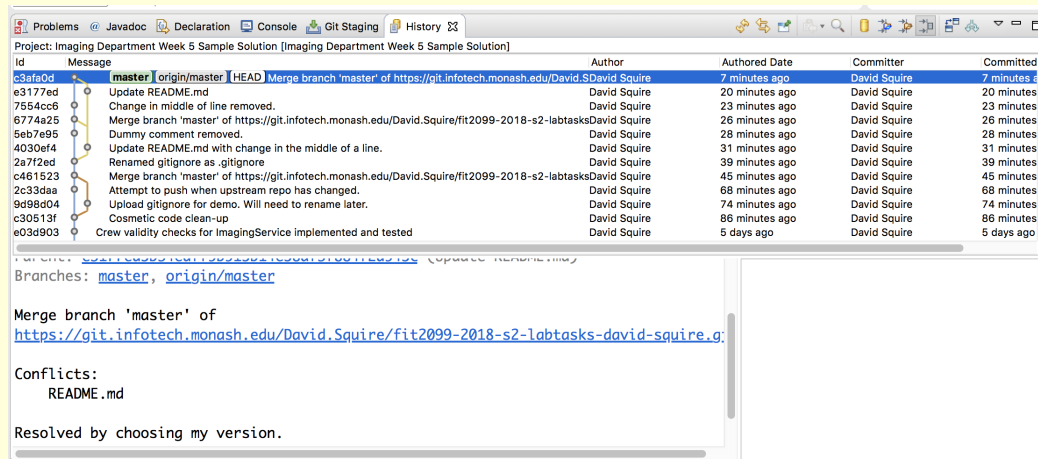 Problems @ Javadoc Declaration Console Git Staging History
Project: Imaging Department Week 5 Sample Solution [Imaging Department Week 5 Sample Solution]
Id Message Author Authored Date Committer Committed
c3afa0d master origin/master HEAD Merge branch 'master' of https://git.infotech.monash.edu/David.S David Squire 7 minutes ago David Squire 7 minutes a
e3177ed Update README.md David Squire 20 minutes ago David Squire 20 minutes
7554cc6 Change in middle of line removed. David Squire 23 minutes ago David Squire 23 minutes
6774a25 Merge branch 'master' of https://git.infotech.monash.edu/David.Squire/fit2099-2018-s2-labtasks David Squire 26 minutes ago David Squire 26 minutes
5eb7e95 Dummy comment removed. David Squire 28 minutes ago David Squire 28 minutes
4030ef4 Update README.md with change in the middle of a line. David Squire 31 minutes ago David Squire 31 minutes
2a7f2ed Renamed gitignore as .gitignore David Squire 39 minutes ago David Squire 39 minutes
c461523 Merge branch 'master' of https://git.infotech.monash.edu/David.Squire/fit2099-2018-s2-labtasks David Squire 45 minutes ago David Squire 45 minutes
2c33daa Attempt to push when upstream repo has changed. David Squire 68 minutes ago David Squire 68 minutes
9d98d04 Upload gitignore for demo. Will need to rename later. David Squire 74 minutes ago David Squire 74 minutes
c30513f Cosmetic code clean-up David Squire 86 minutes ago David Squire 86 minutes
e03d903 Crew validity checks for ImagingService implemented and tested David Squire 5 days ago David Squire 5 days ago
(Update README.md)
Branches: master, origin/master
Merge branch 'master' of
https://git.infotech.monash.edu/David.Squire/fit2099-2018-s2-labtasks-david-squire.g
Conflicts:
README.md
Resolved by choosing my version.